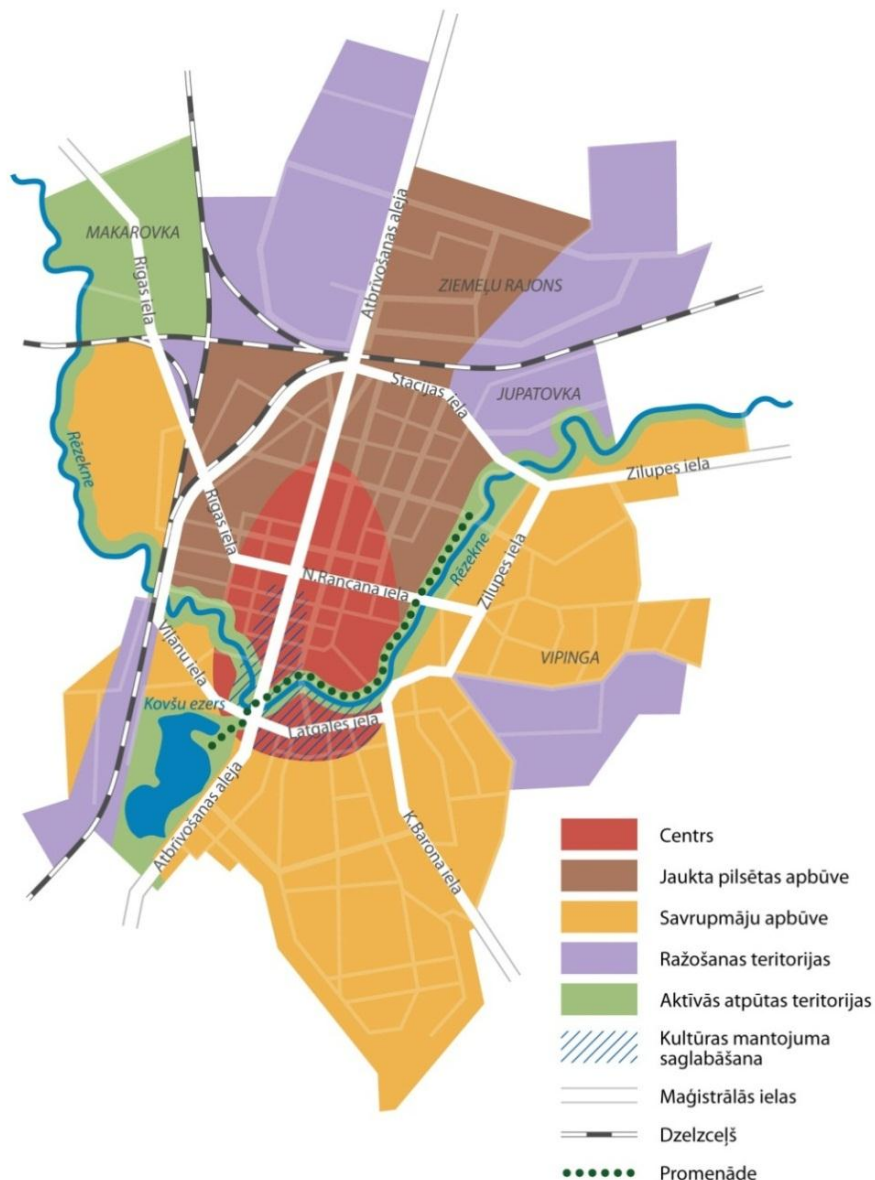 Atbrīvošanas aleja
MAKAROVKA
Rīgas iela
ZIEMEĻU RAJONS
Stacijas iela
JUPATOVKA
Rēzekne
Zilupes iela
Rīgas iela
Rēzekne
N.Rancāna iela
Zilupes iela
VIPINGA
Viļānu iela
Kovšu ezers
Latgales iela
Atbrīvošanas aleja
K.Barona iela
Centrs
Jaukta pilsētas apbūve
Savrupmāju apbūve
Ražošanas teritorijas
Aktīvās atpūtas teritorijas
Kultūras mantojuma
saglabāšana
Maģistrālās ielas
Dzelzceļš
Promenāde